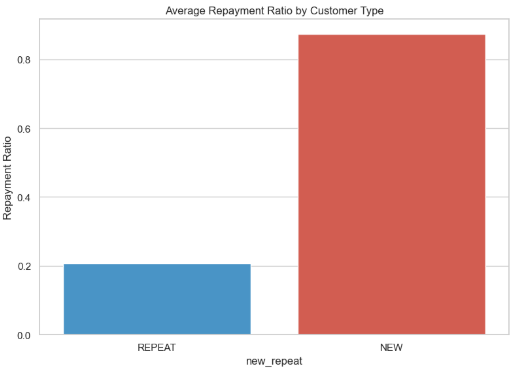 Average Repayment Ratio by Customer Type
Repayment Ratio
0.8
0.6
0.4
0.2
0.0
REPEAT
NEW
new_repeat